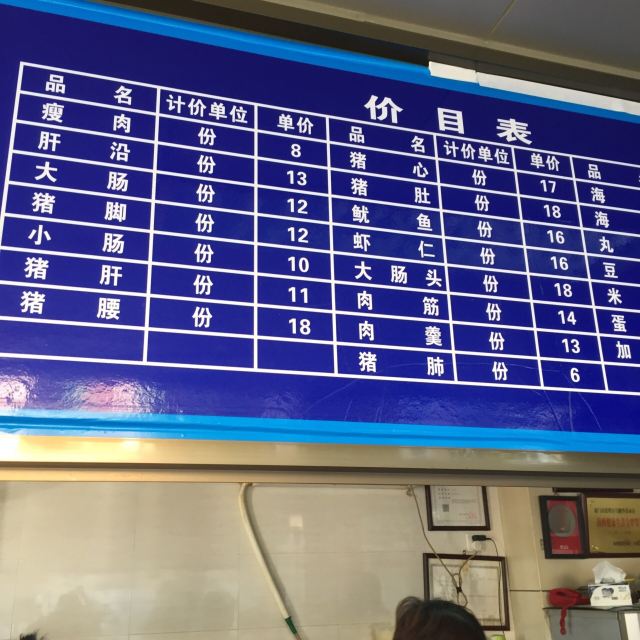 价目表
品名 计价单位 单价 品名 计价单位 单价 品
瘦肉 份 8 猪心 份 17 海
肝沿 份 13 猪肚 份 18 海
大肠 份 12 鱿鱼 份 16 丸
猪脚 份 12 虾仁 份 16 豆
小肠 份 10 大肠头 份 18 米
猪肝 份 11 肉筋 份 14 蛋
猪腰 份 18 肉羹 份 13 加
猪肺 份 6